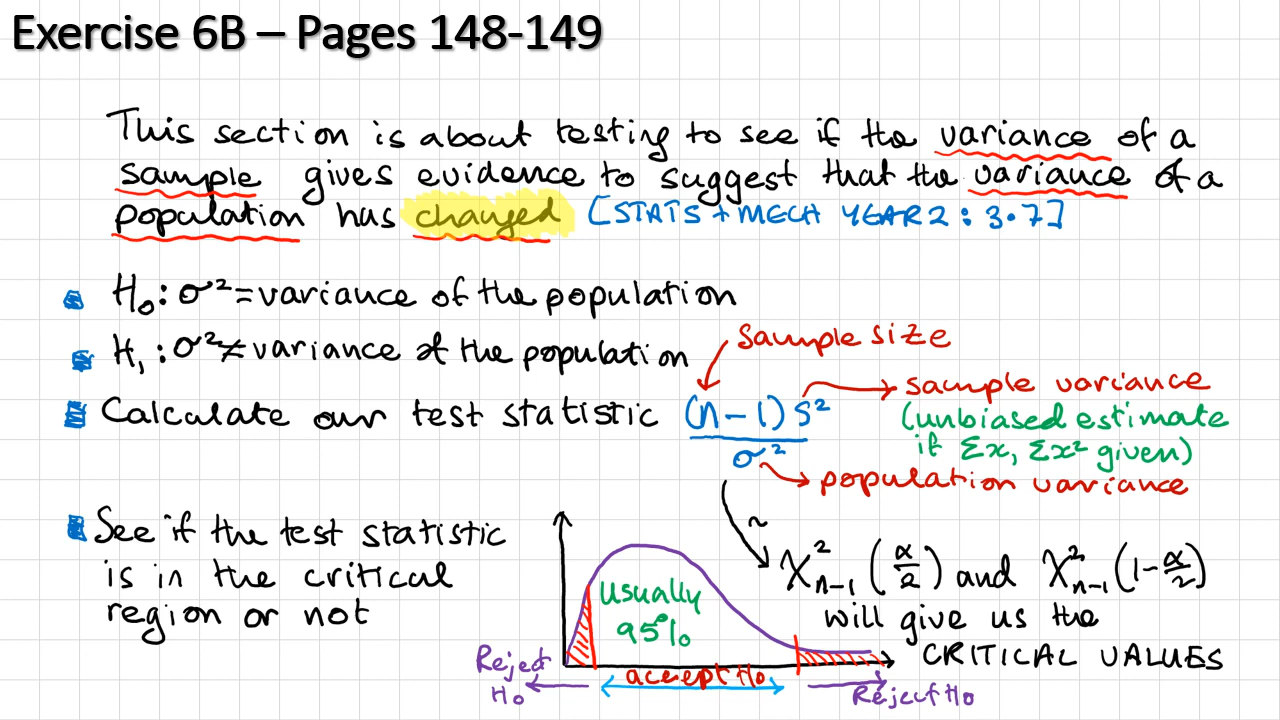 Exercise 6B – Pages 148-149
This section is about testing to see if the variance of a
sample gives evidence to suggest that the variance of a
population has changed [STATS + MECH YEAR 2 : 3.7]
H₀ : σ² = variance of the population
H₁ : σ² ≠ variance of the population
sample size
Calculate our test statistic (n-1)S²
σ²
sample variance
(unbiased estimate
if Σx, Σx² given)
population variance
~
See if the test statistic
is in the critical
region or not
Usually
95%
Reject
H₀
accept H₀
Reject H₀
χ²ₙ₋₁ (α/2) and χ²ₙ₋₁ (1-α/2)
will give us the
CRITICAL VALUES